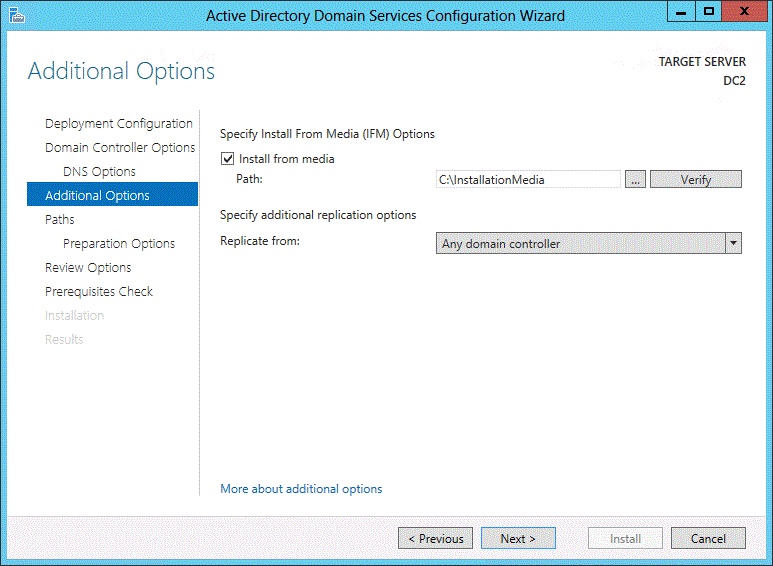 Active Directory Domain Services Configuration Wizard
X
Additional Options
TARGET SERVER
DC2
Deployment Configuration
Domain Controller Options
DNS Options
Additional Options
Paths
Preparation Options
Review Options
Prerequisites Check
Installation
Results
Specify Install From Media (IFM) Options
Install from media
Path: C:\InstallationMedia ... Verify
Specify additional replication options
Replicate from: Any domain controller
More about additional options
< Previous Next > Install Cancel